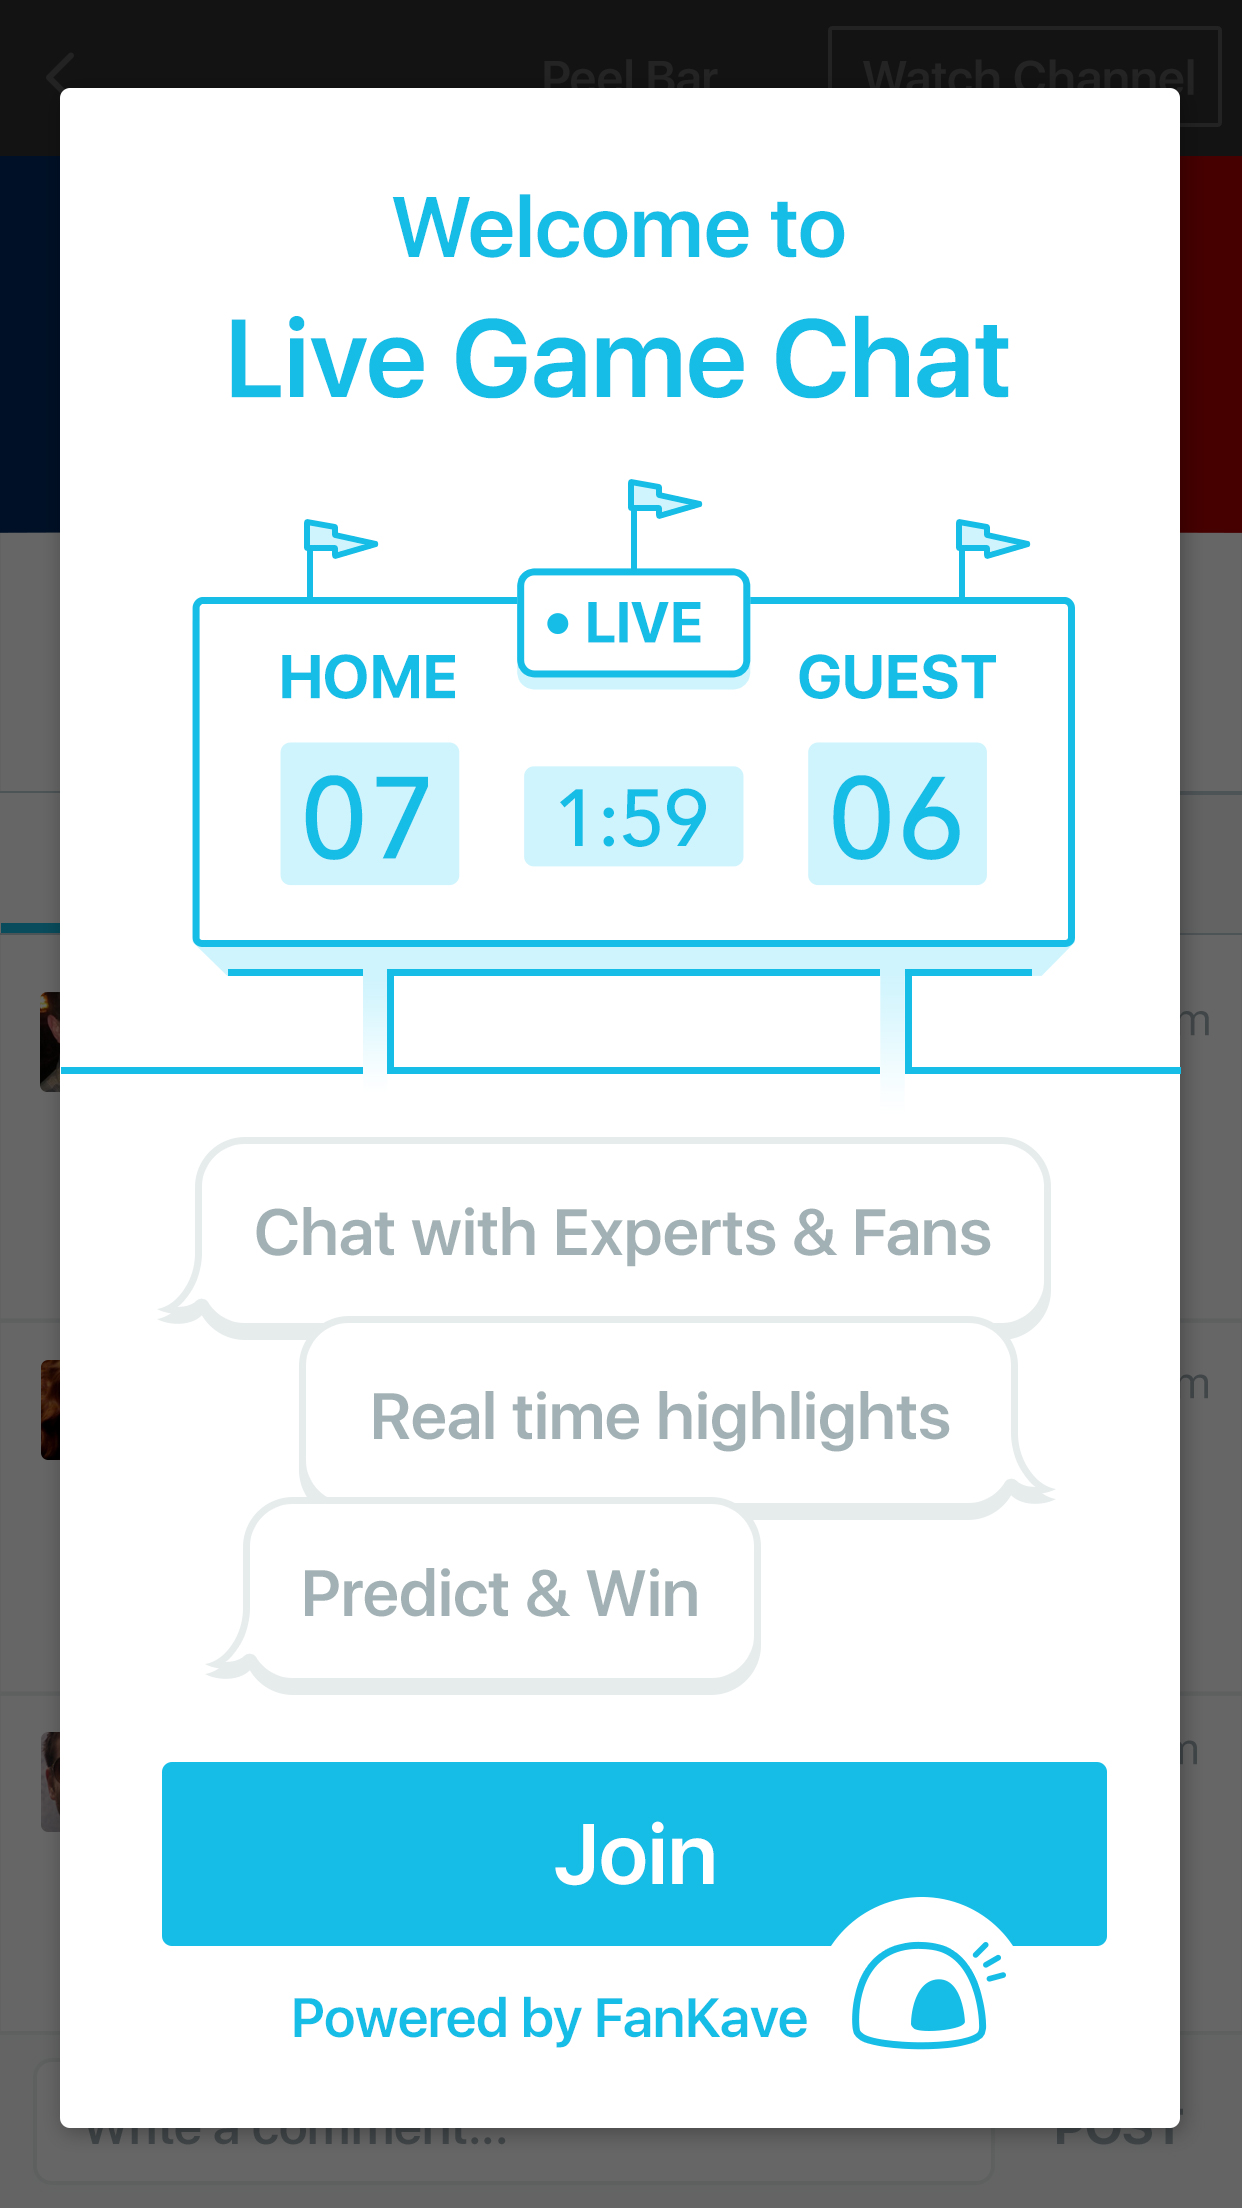 Peel Bar
Watch Channel
Welcome to
Live Game Chat
LIVE
HOME
GUEST
07
1:59
06
Chat with Experts & Fans
Real time highlights
Predict & Win
Join
Powered by FanKave
Write a comment...
POST